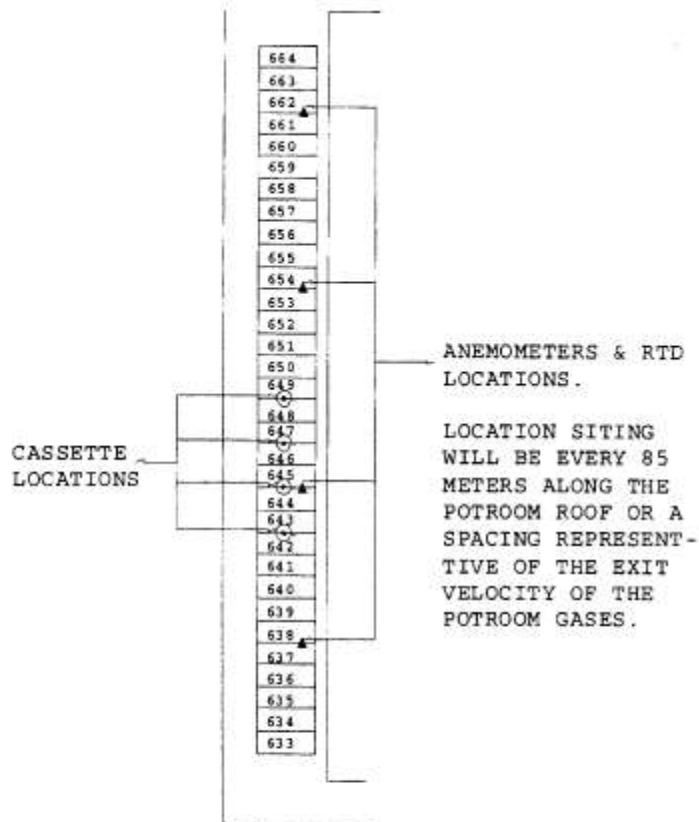 664
663
662
661
660
659
658
657
656
655
654
653
652
651
650
649
648
647
646
645
644
643
642
641
640
639
638
637
636
635
634
633
CASSETTE
LOCATIONS
ANEMOMETERS & RTD
LOCATIONS.
LOCATION SITING
WILL BE EVERY 85
METERS ALONG THE
POTROOM ROOF OR A
SPACING REPRESENT-
TIVE OF THE EXIT
VELOCITY OF THE
POTROOM GASES.